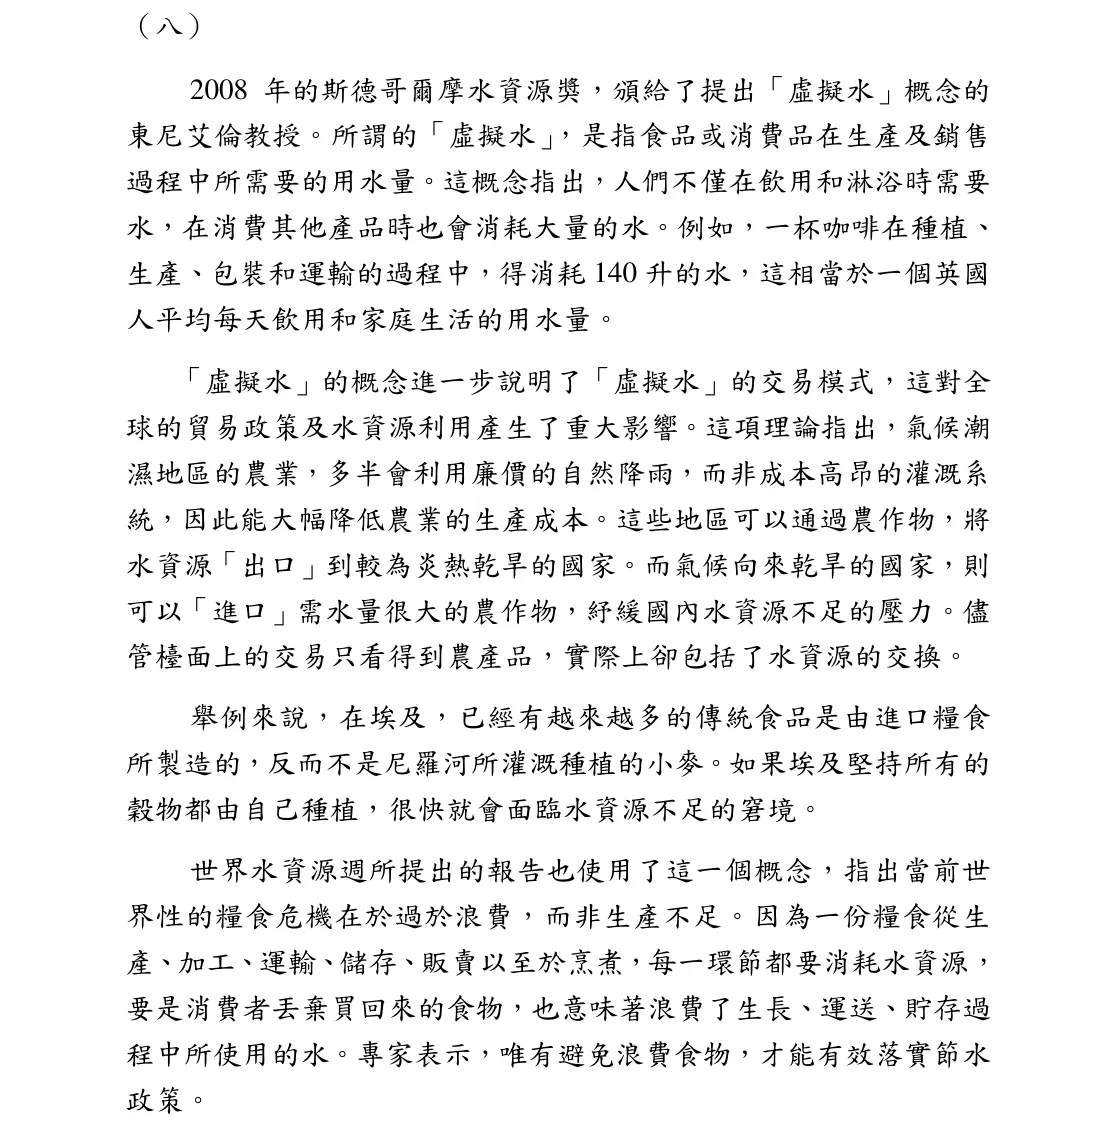 （八）
2008 年的斯德哥爾摩水資源獎，頒給了提出「虛擬水」概念的
東尼艾倫教授。所謂的「虛擬水」，是指食品或消費品在生產及銷售
過程中所需要的用水量。這概念指出，人們不僅在飲用和淋浴時需要
水，在消費其他產品時也會消耗大量的水。例如，一杯咖啡在種植、
生產、包裝和運輸的過程中，得消耗 140 升的水，這相當於一個英國
人平均每天飲用和家庭生活的用水量。
「虛擬水」的概念進一步說明了「虛擬水」的交易模式，這對全
球的貿易政策及水資源利用產生了重大影響。這項理論指出，氣候潮
濕地區的農業，多半會利用廉價的自然降雨，而非成本高昂的灌溉系
統，因此能大幅降低農業的生產成本。這些地區可以通過農作物，將
水資源「出口」到較為炎熱乾旱的國家。而氣候向來乾旱的國家，則
可以「進口」需水量很大的農作物，紓緩國內水資源不足的壓力。儘
管檯面上的交易只看得到農產品，實際上卻包括了水資源的交換。
舉例來說，在埃及，已經有越來越多的傳統食品是由進口糧食
所製造的，反而不是尼羅河所灌溉種植的小麥。如果埃及堅持所有的
穀物都由自己種植，很快就會面臨水資源不足的窘境。
世界水資源週所提出的報告也使用了這一個概念，指出當前世
界性的糧食危機在於過於浪費，而非生產不足。因為一份糧食從生
產、加工、運輸、儲存、販賣以至於烹煮，每一環節都要消耗水資源，
要是消費者丟棄買回來的食物，也意味著浪費了生長、運送、貯存過
程中所使用的水。專家表示，唯有避免浪費食物，才能有效落實節水
政策。